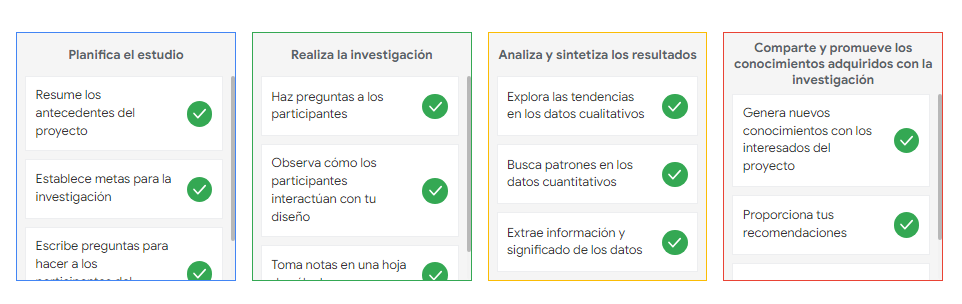 Planifica el estudio
Resume los
antecedentes del
proyecto
Establece metas para la
investigación
Escribe preguntas para
hacer a los
participantes del
Realiza la investigación
Haz preguntas a los
participantes
Observa cómo los
participantes
interactúan con tu
diseño
Toma notas en una hoja
Analiza y sintetiza los resultados
Explora las tendencias
en los datos cualitativos
Busca patrones en los
datos cuantitativos
Extrae información y
significado de los datos
Comparte y promueve los
conocimientos adquiridos con la
investigación
Genera nuevos
conocimientos con los
interesados del
proyecto
Proporciona tus
recomendaciones